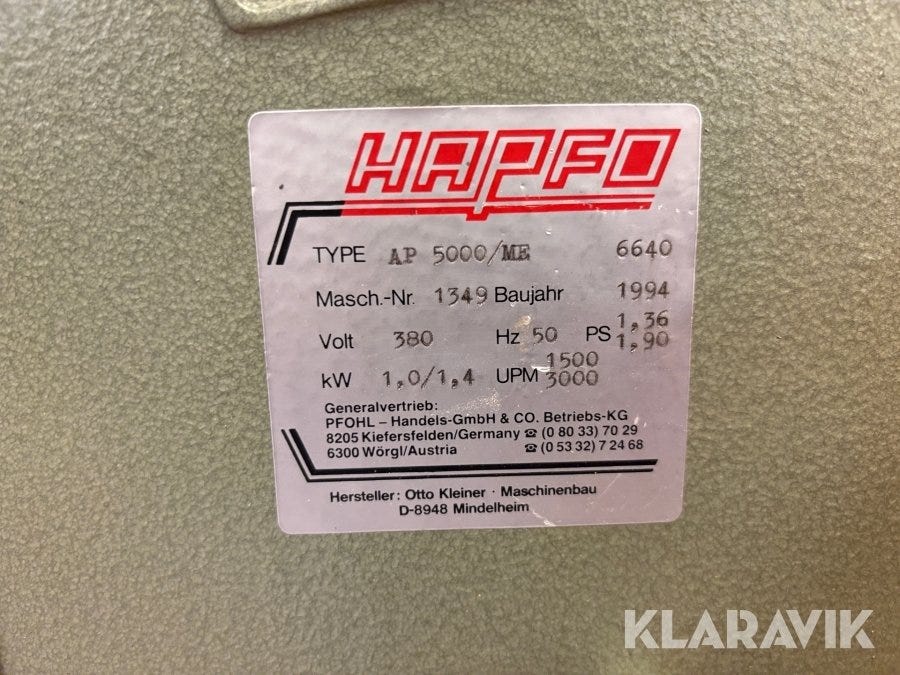 HAPFO
TYPE AP 5000/ME 6640
Masch.-Nr. 1349 Baujahr 1994
Volt 380 Hz 50 PS 1,36
1,90
kW 1,0/1,4 UPM 1500
3000
Generalvertrieb:
PFOHL – Handels-GmbH & CO. Betriebs-KG
8205 Kiefersfelden/Germany ☎ (0 80 33) 70 29
6300 Wörgl/Austria ☎ (0 53 32) 7 24 68
Hersteller: Otto Kleiner · Maschinenbau
D-8948 Mindelheim
KLARAVIK